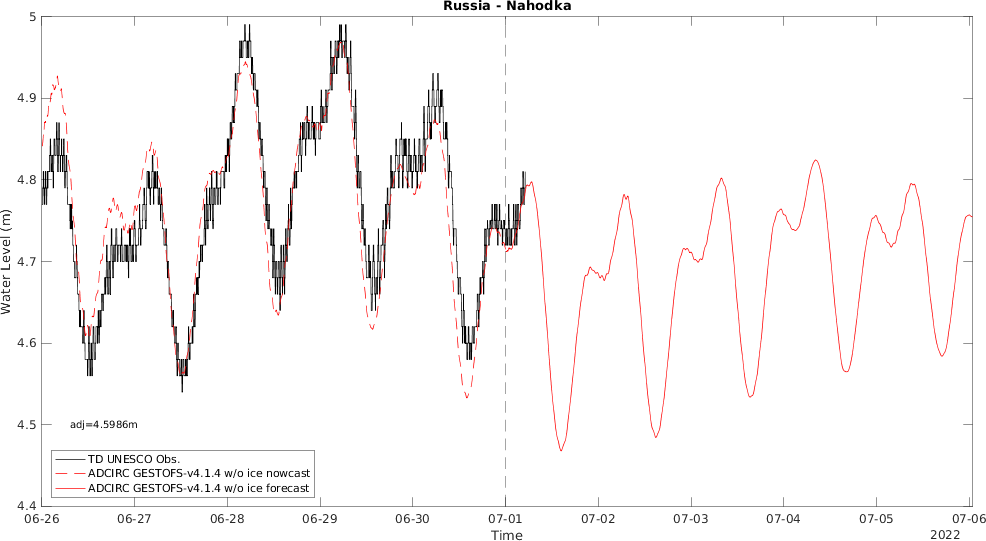 Russia - Nahodka
Water Level (m)
5
4.9
4.8
4.7
4.6
4.5
4.4
adj=4.5986m
TD UNESCO Obs.
ADCIRC GESTOFS-v4.1.4 w/o ice nowcast
ADCIRC GESTOFS-v4.1.4 w/o ice forecast
06-26 06-27 06-28 06-29 06-30 07-01 07-02 07-03 07-04 07-05 07-06
Time
2022